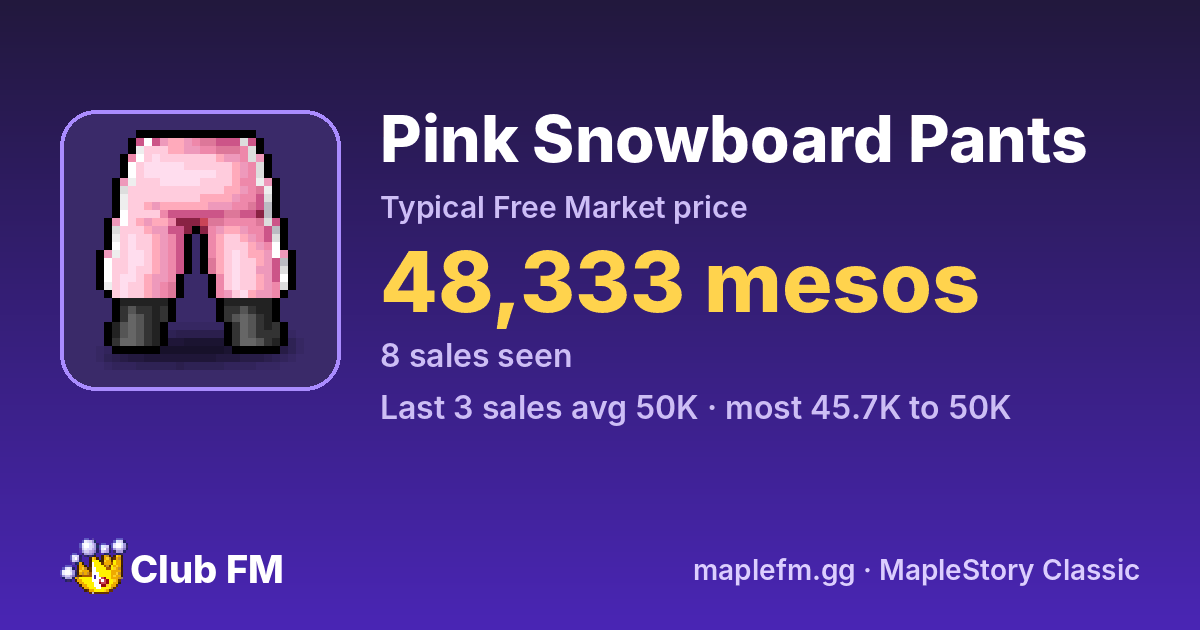 Pink Snowboard Pants
Typical Free Market price
48,333 mesos
8 sales seen
Last 3 sales avg 50K · most 45.7K to 50K
Club FM
maplefm.gg · MapleStory Classic